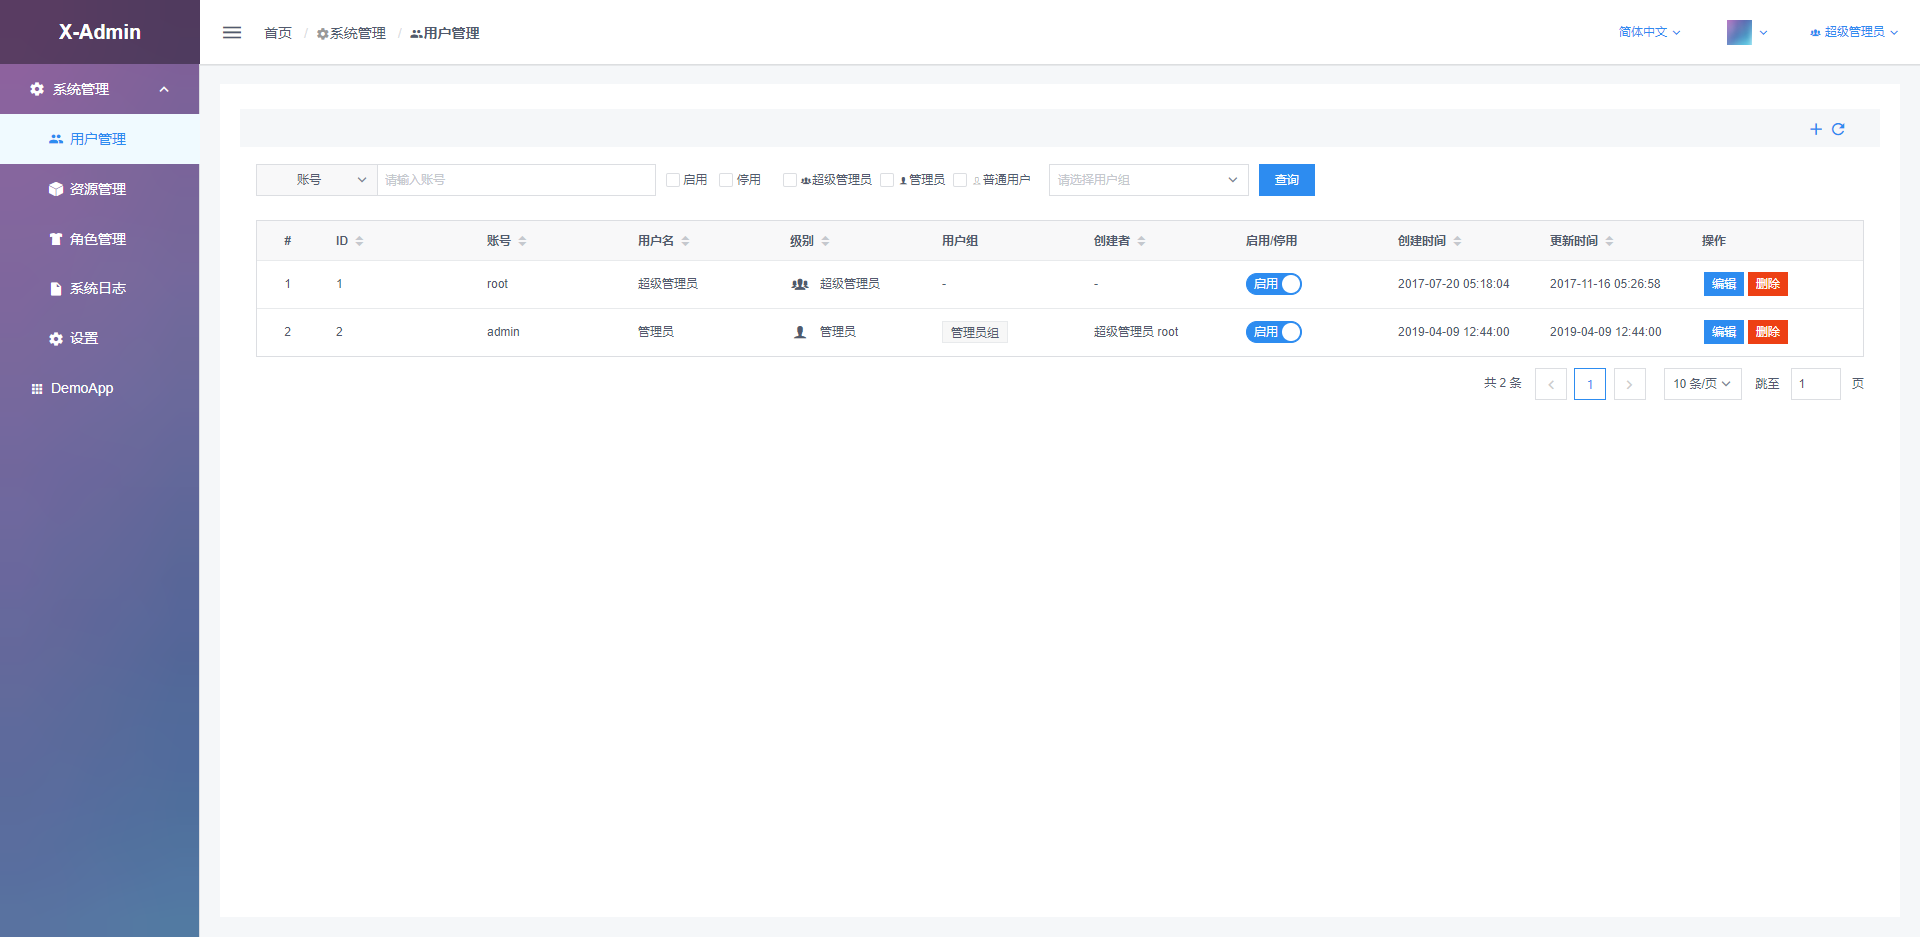 X-Admin
首页 / 系统管理 / 用户管理
简体中文
超级管理员
系统管理
用户管理
资源管理
角色管理
系统日志
设置
DemoApp
账号 请输入账号 启用 停用 超级管理员 管理员 普通用户 请选择用户组 查询
# ID 账号 用户名 级别 用户组 创建者 启用/停用 创建时间 更新时间 操作
1 1 root 超级管理员 超级管理员 - - 启用 2017-07-20 05:18:04 2017-11-16 05:26:58 编辑 删除
2 2 admin 管理员 管理员 管理员组 超级管理员 root 启用 2019-04-09 12:44:00 2019-04-09 12:44:00 编辑 删除
共 2 条 1 10 条/页 跳至 1 页